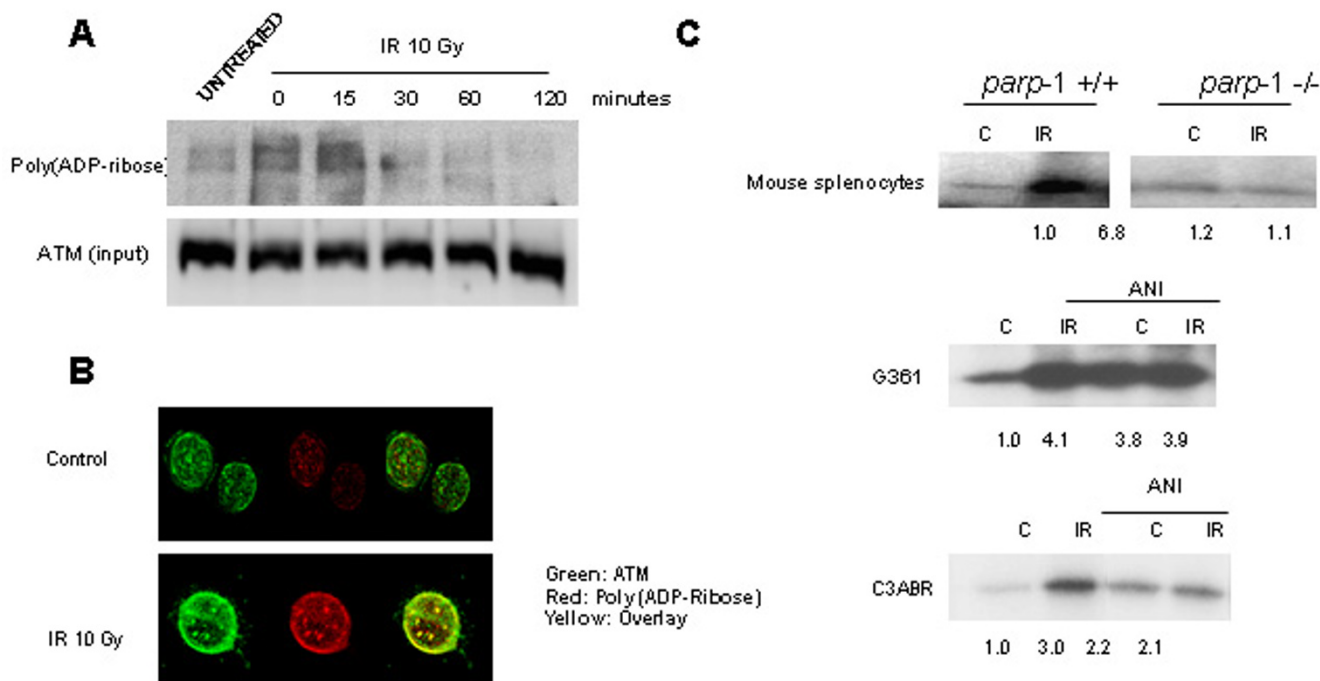 A
UNTREATED
IR 10 Gy
0 15 30 60 120 minutes
Poly(ADP-ribose)
ATM (input)
B
Control
IR 10 Gy
Green: ATM
Red: Poly(ADP-Ribose)
Yellow: Overlay
C
parp-1 +/+ parp-1 -/-
C IR C IR
Mouse splenocytes
1.0 6.8 1.2 1.1
ANI
C IR C IR
G361
1.0 4.1 3.8 3.9
ANI
C IR C IR
C3ABR
1.0 3.0 2.2 2.1